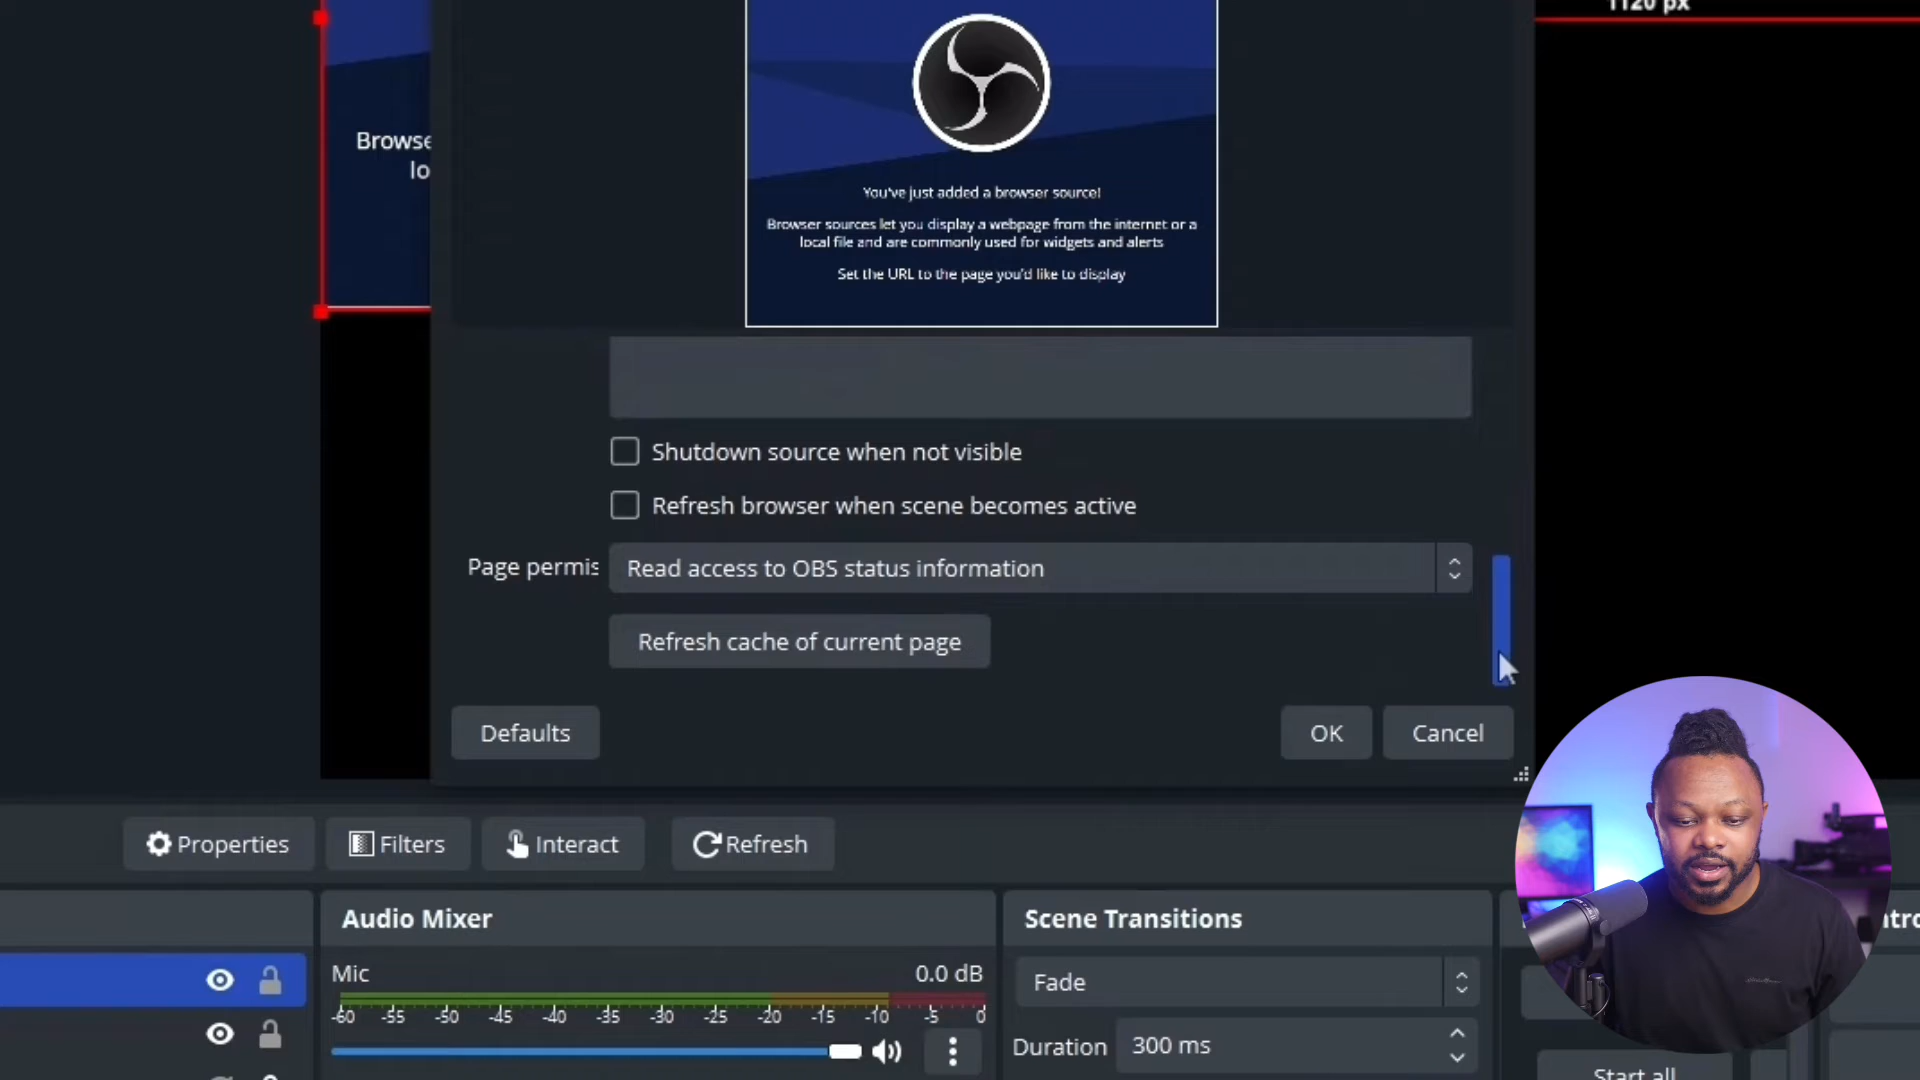 1120 px
Browse
lo
You've just added a browser source!
Browser sources let you display a webpage from the internet or a
local file and are commonly used for widgets and alerts
Set the URL to the page you'd like to display
Shutdown source when not visible
Refresh browser when scene becomes active
Page permis
Read access to OBS status information
Refresh cache of current page
Defaults
OK
Cancel
Properties
Filters
Interact
Refresh
Audio Mixer
Scene Transitions
Mic
0.0 dB
-60 -55 -50 -45 -40 -35 -30 -25 -20 -15 -10 -5 0
Fade
Duration
300 ms
Start all
ntro